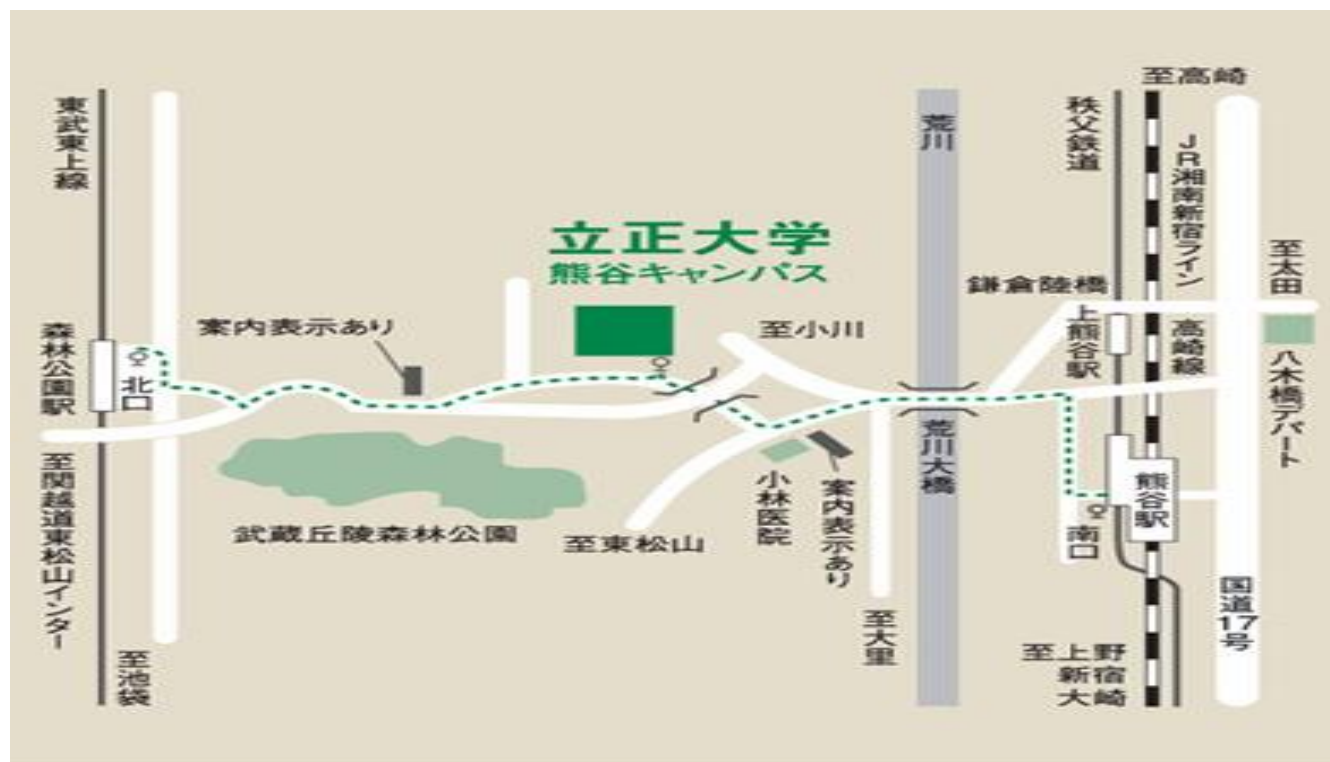 至高崎
東武東上線
荒川
秩父鉄道
JR湘南新宿ライン
立正大学
熊谷キャンパス
至太田
鎌倉陸橋
案内表示あり
至小川
上熊谷駅
高崎線
森林公園駅
北口
八木橋デパート
荒川大橋
至関越道東松山インター
武蔵丘陵森林公園
至東松山
小林医院
案内表示あり
熊谷駅
南口
国道17号
至大里
至池袋
至上野
新宿
大崎